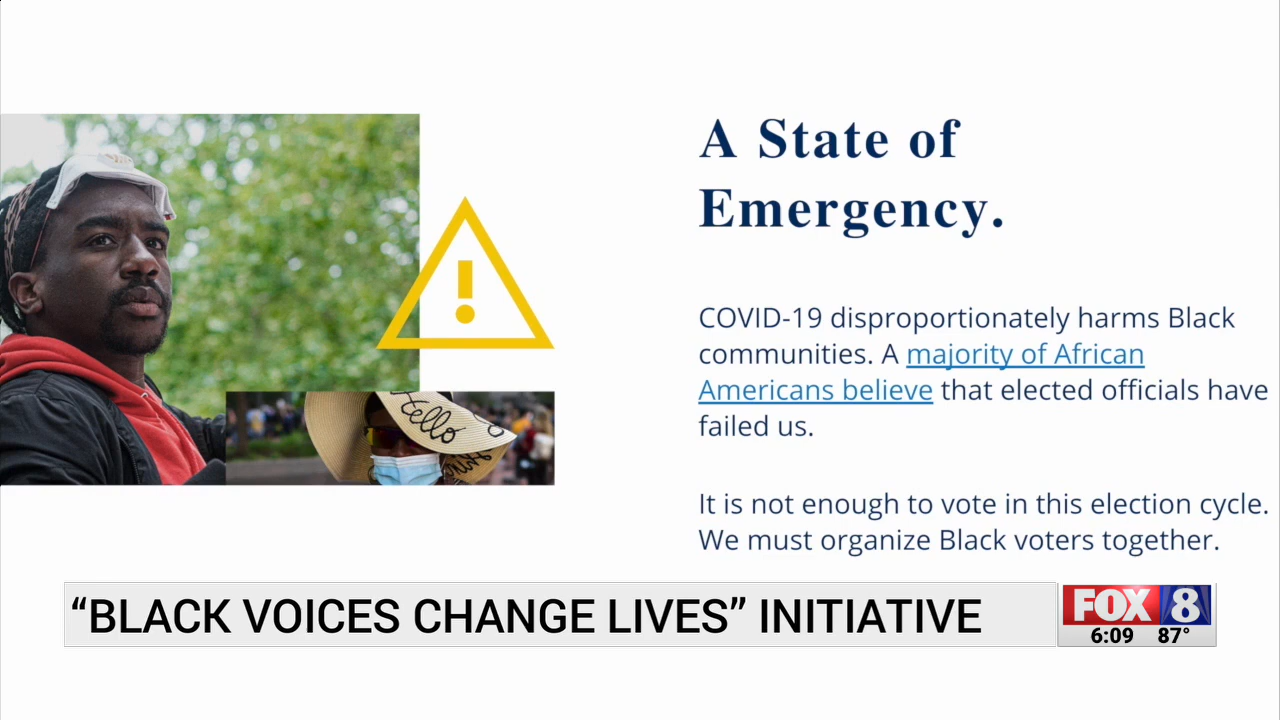 A State of
Emergency.
COVID-19 disproportionately harms Black
communities. A majority of African
Americans believe that elected officials have
failed us.
It is not enough to vote in this election cycle.
We must organize Black voters together.
Hello
“BLACK VOICES CHANGE LIVES” INITIATIVE
FOX 8
6:09 87°